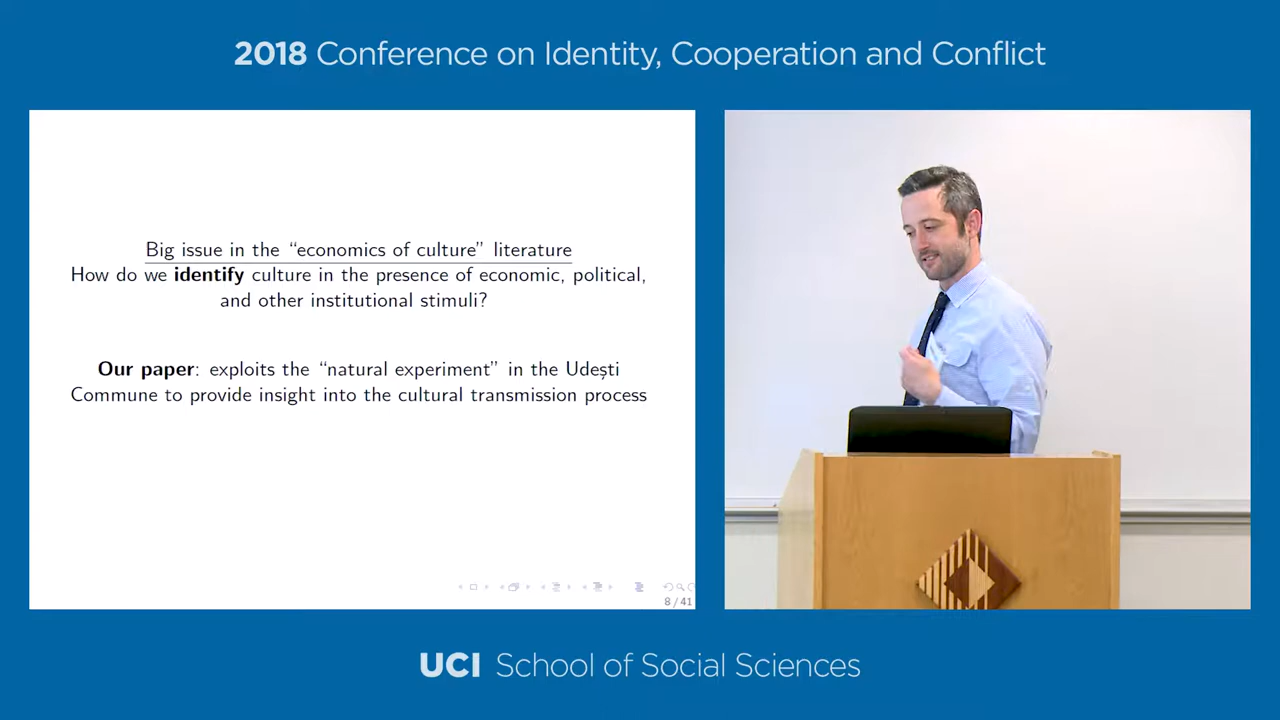 2018 Conference on Identity, Cooperation and Conflict
Big issue in the “economics of culture” literature
How do we identify culture in the presence of economic, political,
and other institutional stimuli?
Our paper: exploits the “natural experiment” in the Udești
Commune to provide insight into the cultural transmission process
8 / 41
UCI School of Social Sciences